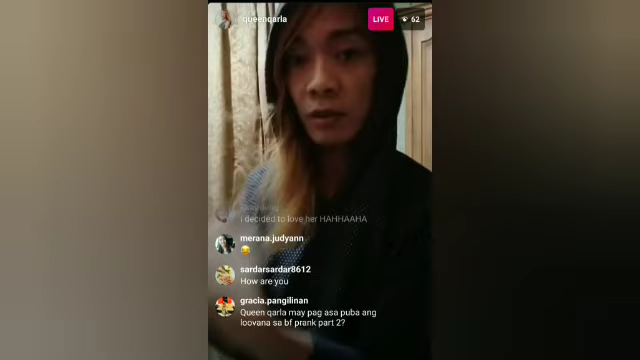 queenqarla
LIVE
62
i decided to love her HAHHAAHA
merana.judyann
sardarsardar8612
How are you
gracia.pangilinan
Queen qarla may pag asa puba ang
loovana sa bf prank part 2?